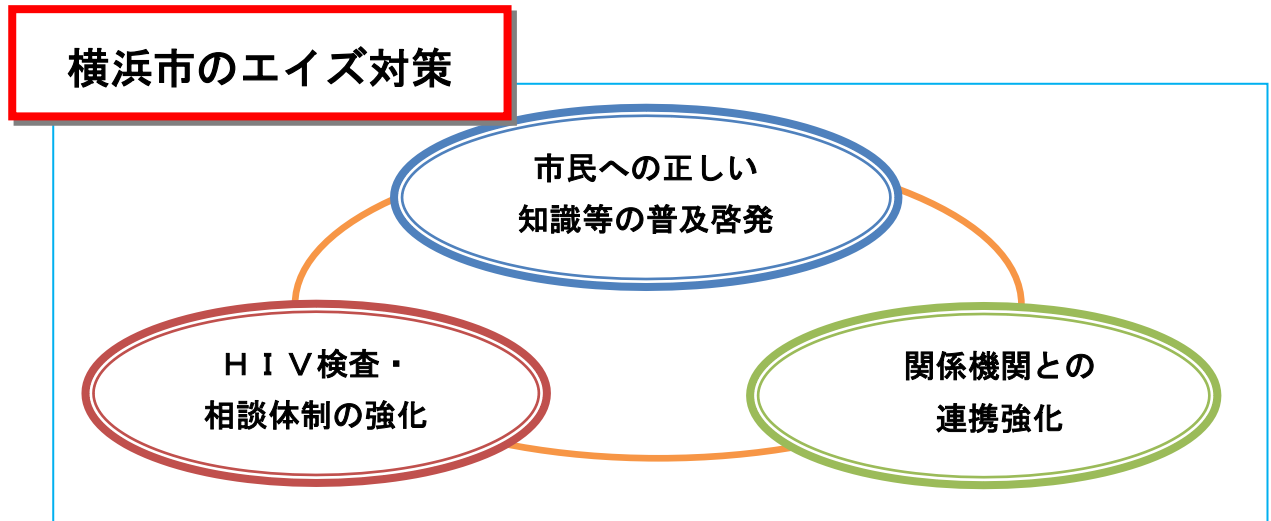 横浜市のエイズ対策
市民への正しい
知識等の普及啓発
ＨＩＶ検査・
相談体制の強化
関係機関との
連携強化